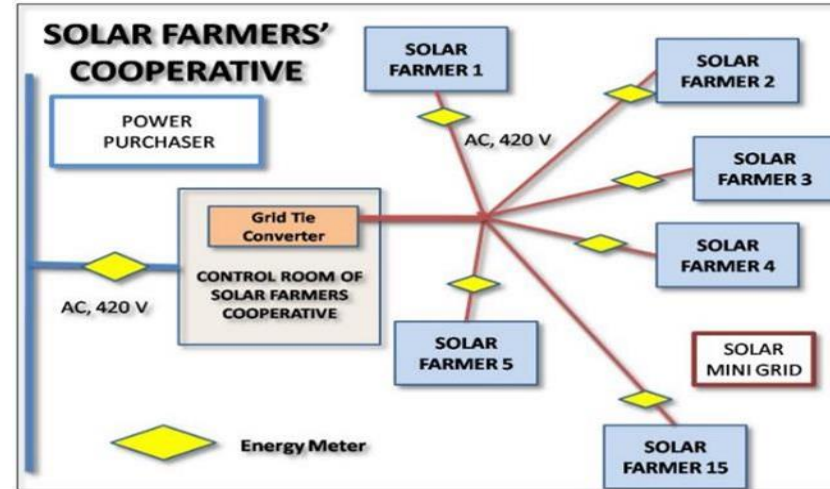 SOLAR FARMERS'
COOPERATIVE
POWER
PURCHASER
SOLAR
FARMER 1
SOLAR
FARMER 2
AC, 420 V
SOLAR
FARMER 3
Grid Tie
Converter
CONTROL ROOM OF
SOLAR FARMERS
COOPERATIVE
SOLAR
FARMER 4
AC, 420 V
SOLAR
FARMER 5
SOLAR
MINI GRID
Energy Meter
SOLAR
FARMER 15